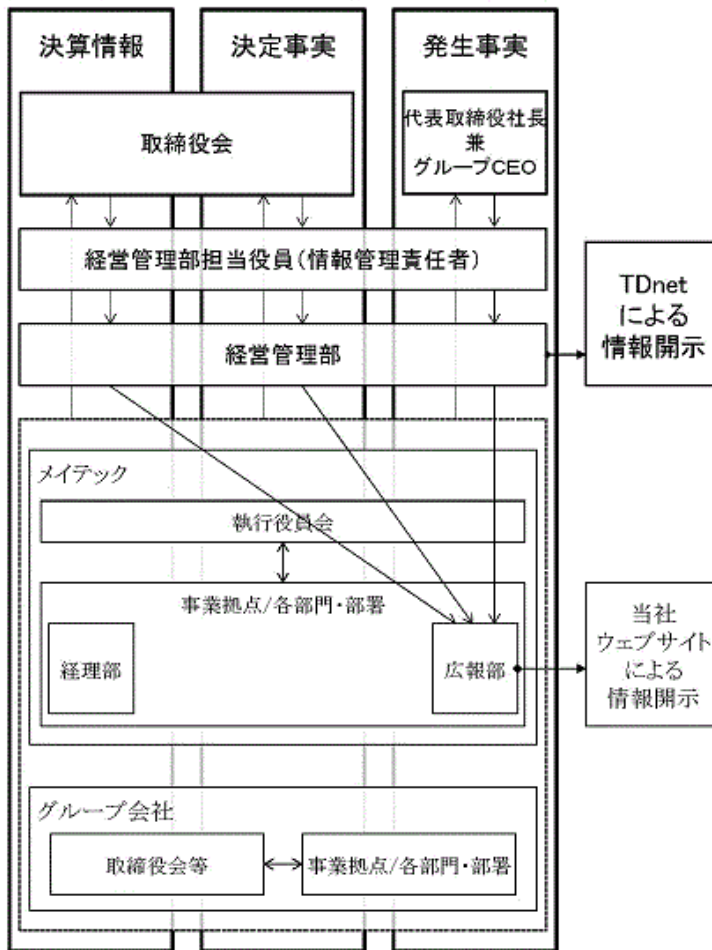 決算情報
決定事実
発生事実
取締役会
代表取締役社長
兼
グループCEO
経営管理部担当役員(情報管理責任者)
経営管理部
TDnet
による
情報開示
メイテック
執行役員会
事業拠点/各部門・部署
経理部
広報部
当社
ウェブサイト
による
情報開示
グループ会社
取締役会等
事業拠点/各部門・部署